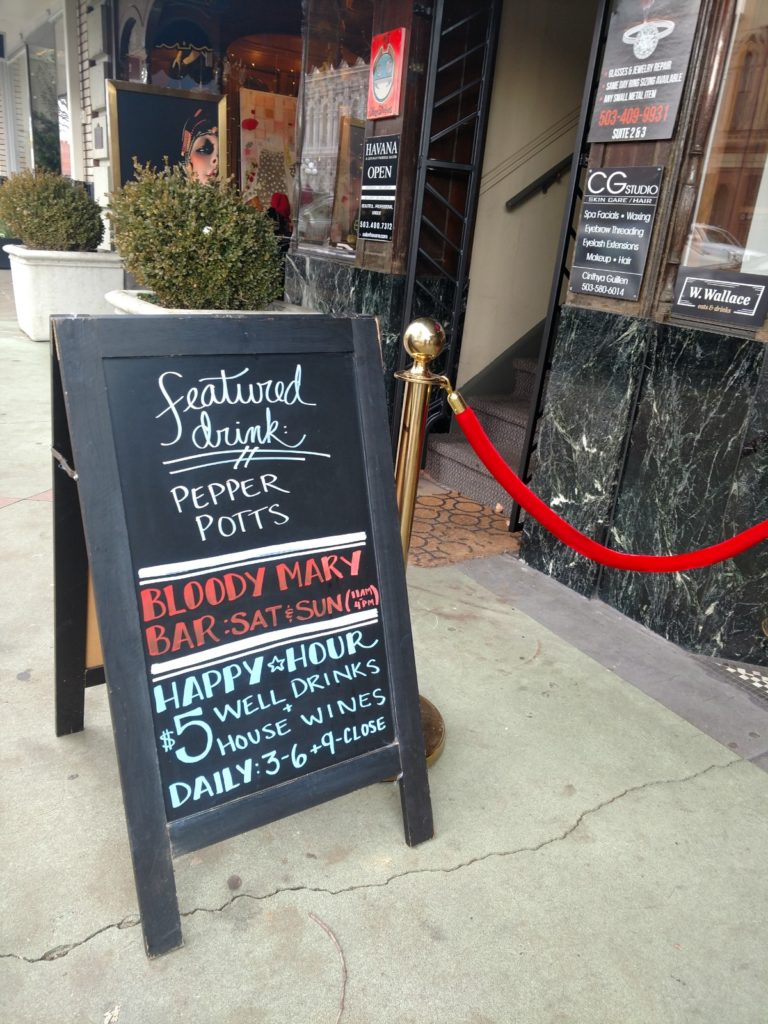 featured
drink:
PEPPER
POTTS
BLOODY MARY
BAR: SAT & SUN (11AM
4PM)
HAPPY ☆ HOUR
$5 WELL DRINKS
+
HOUSE WINES
DAILY: 3-6 + 9-CLOSE
HAVANA
OPEN
503.409.7312
GLASSES & JEWELRY REPAIR
• SAME DAY RING SIZING AVAILABLE
• ANY SMALL METAL ITEM
503-409-9931
SUITE 2 & 3
CG STUDIO
SKIN CARE / HAIR
Spa Facials • Waxing
Eyebrow Threading
Eyelash Extensions
Makeup • Hair
Cinthya Guillen
503-580-6014
W. Wallace
eats & drinks